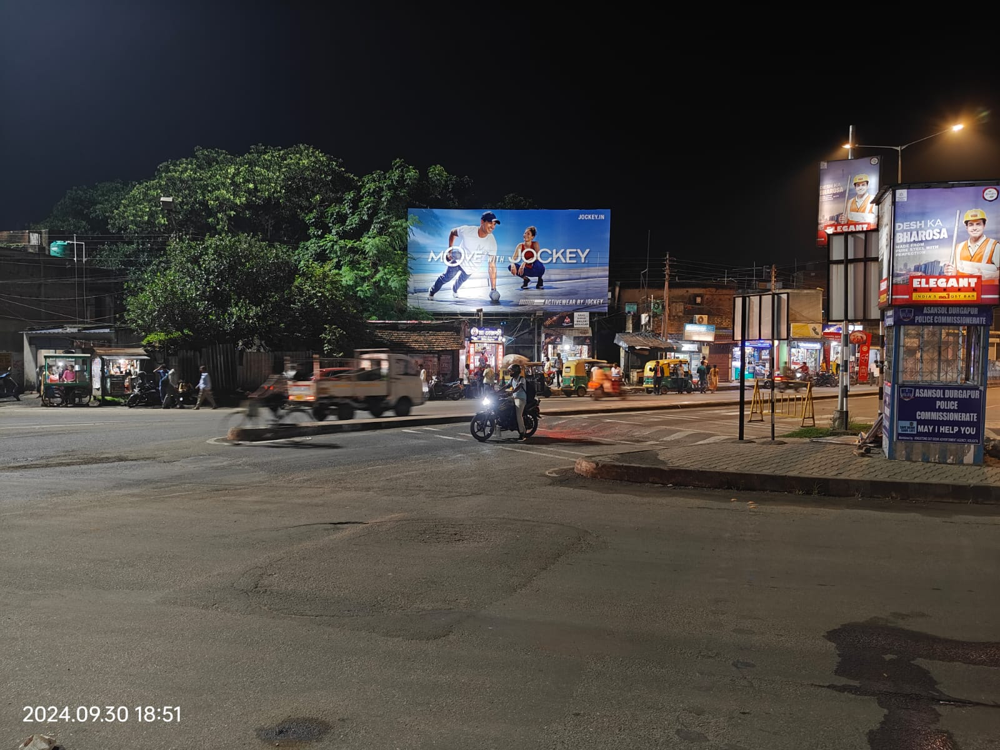 JOCKEY.IN
MOVE WITH JOCKEY
ACTIVEWEAR BY JOCKEY
DESH KA
BHAROSA
ELEGANT
DESH KA
BHAROSA
MADE FROM
PURE STEEL WITH
PERFECTION
ELEGANT
STEEL
INDIA'S no.1 QST BAR
ASANSOL DURGAPUR
POLICE COMMISSIONERATE
ASANSOL DURGAPUR
POLICE
COMMISSIONERATE
MAY I HELP YOU
2024.09.30 18:51